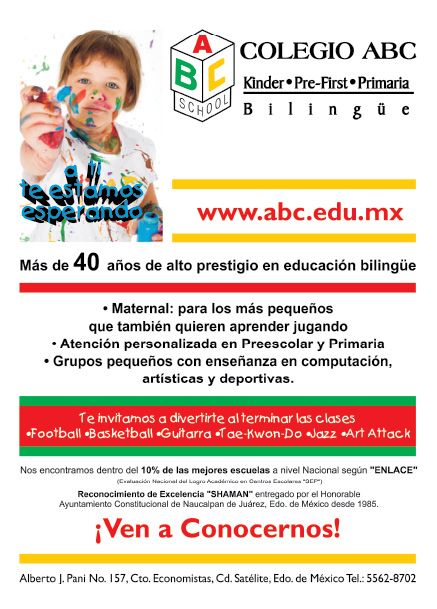 A
B C
SCHOOL
COLEGIO ABC
Kinder•Pre-First•Primaria
Bilingüe
a ti
te estamos
esperando
www.abc.edu.mx
Más de 40 años de alto prestigio en educación bilingüe
• Maternal: para los más pequeños
que también quieren aprender jugando
• Atención personalizada en Preescolar y Primaria
• Grupos pequeños con enseñanza en computación,
artísticas y deportivas.
Te invitamos a divertirte al terminar las clases
•Football •Basketball •Guitarra •Tae-Kwon-Do •Jazz •Art Attack
Nos encontramos dentro del 10% de las mejores escuelas a nivel Nacional según "ENLACE"
(Evaluación Nacional del Logro Académico en Centros Escolares "SEP")
Reconocimiento de Excelencia "SHAMAN" entregado por el Honorable
Ayuntamiento Constitucional de Naucalpan de Juárez, Edo. de México desde 1985.
¡Ven a Conocernos!
Alberto J. Pani No. 157, Cto. Economistas, Cd. Satélite, Edo. de México Tel.: 5562-8702